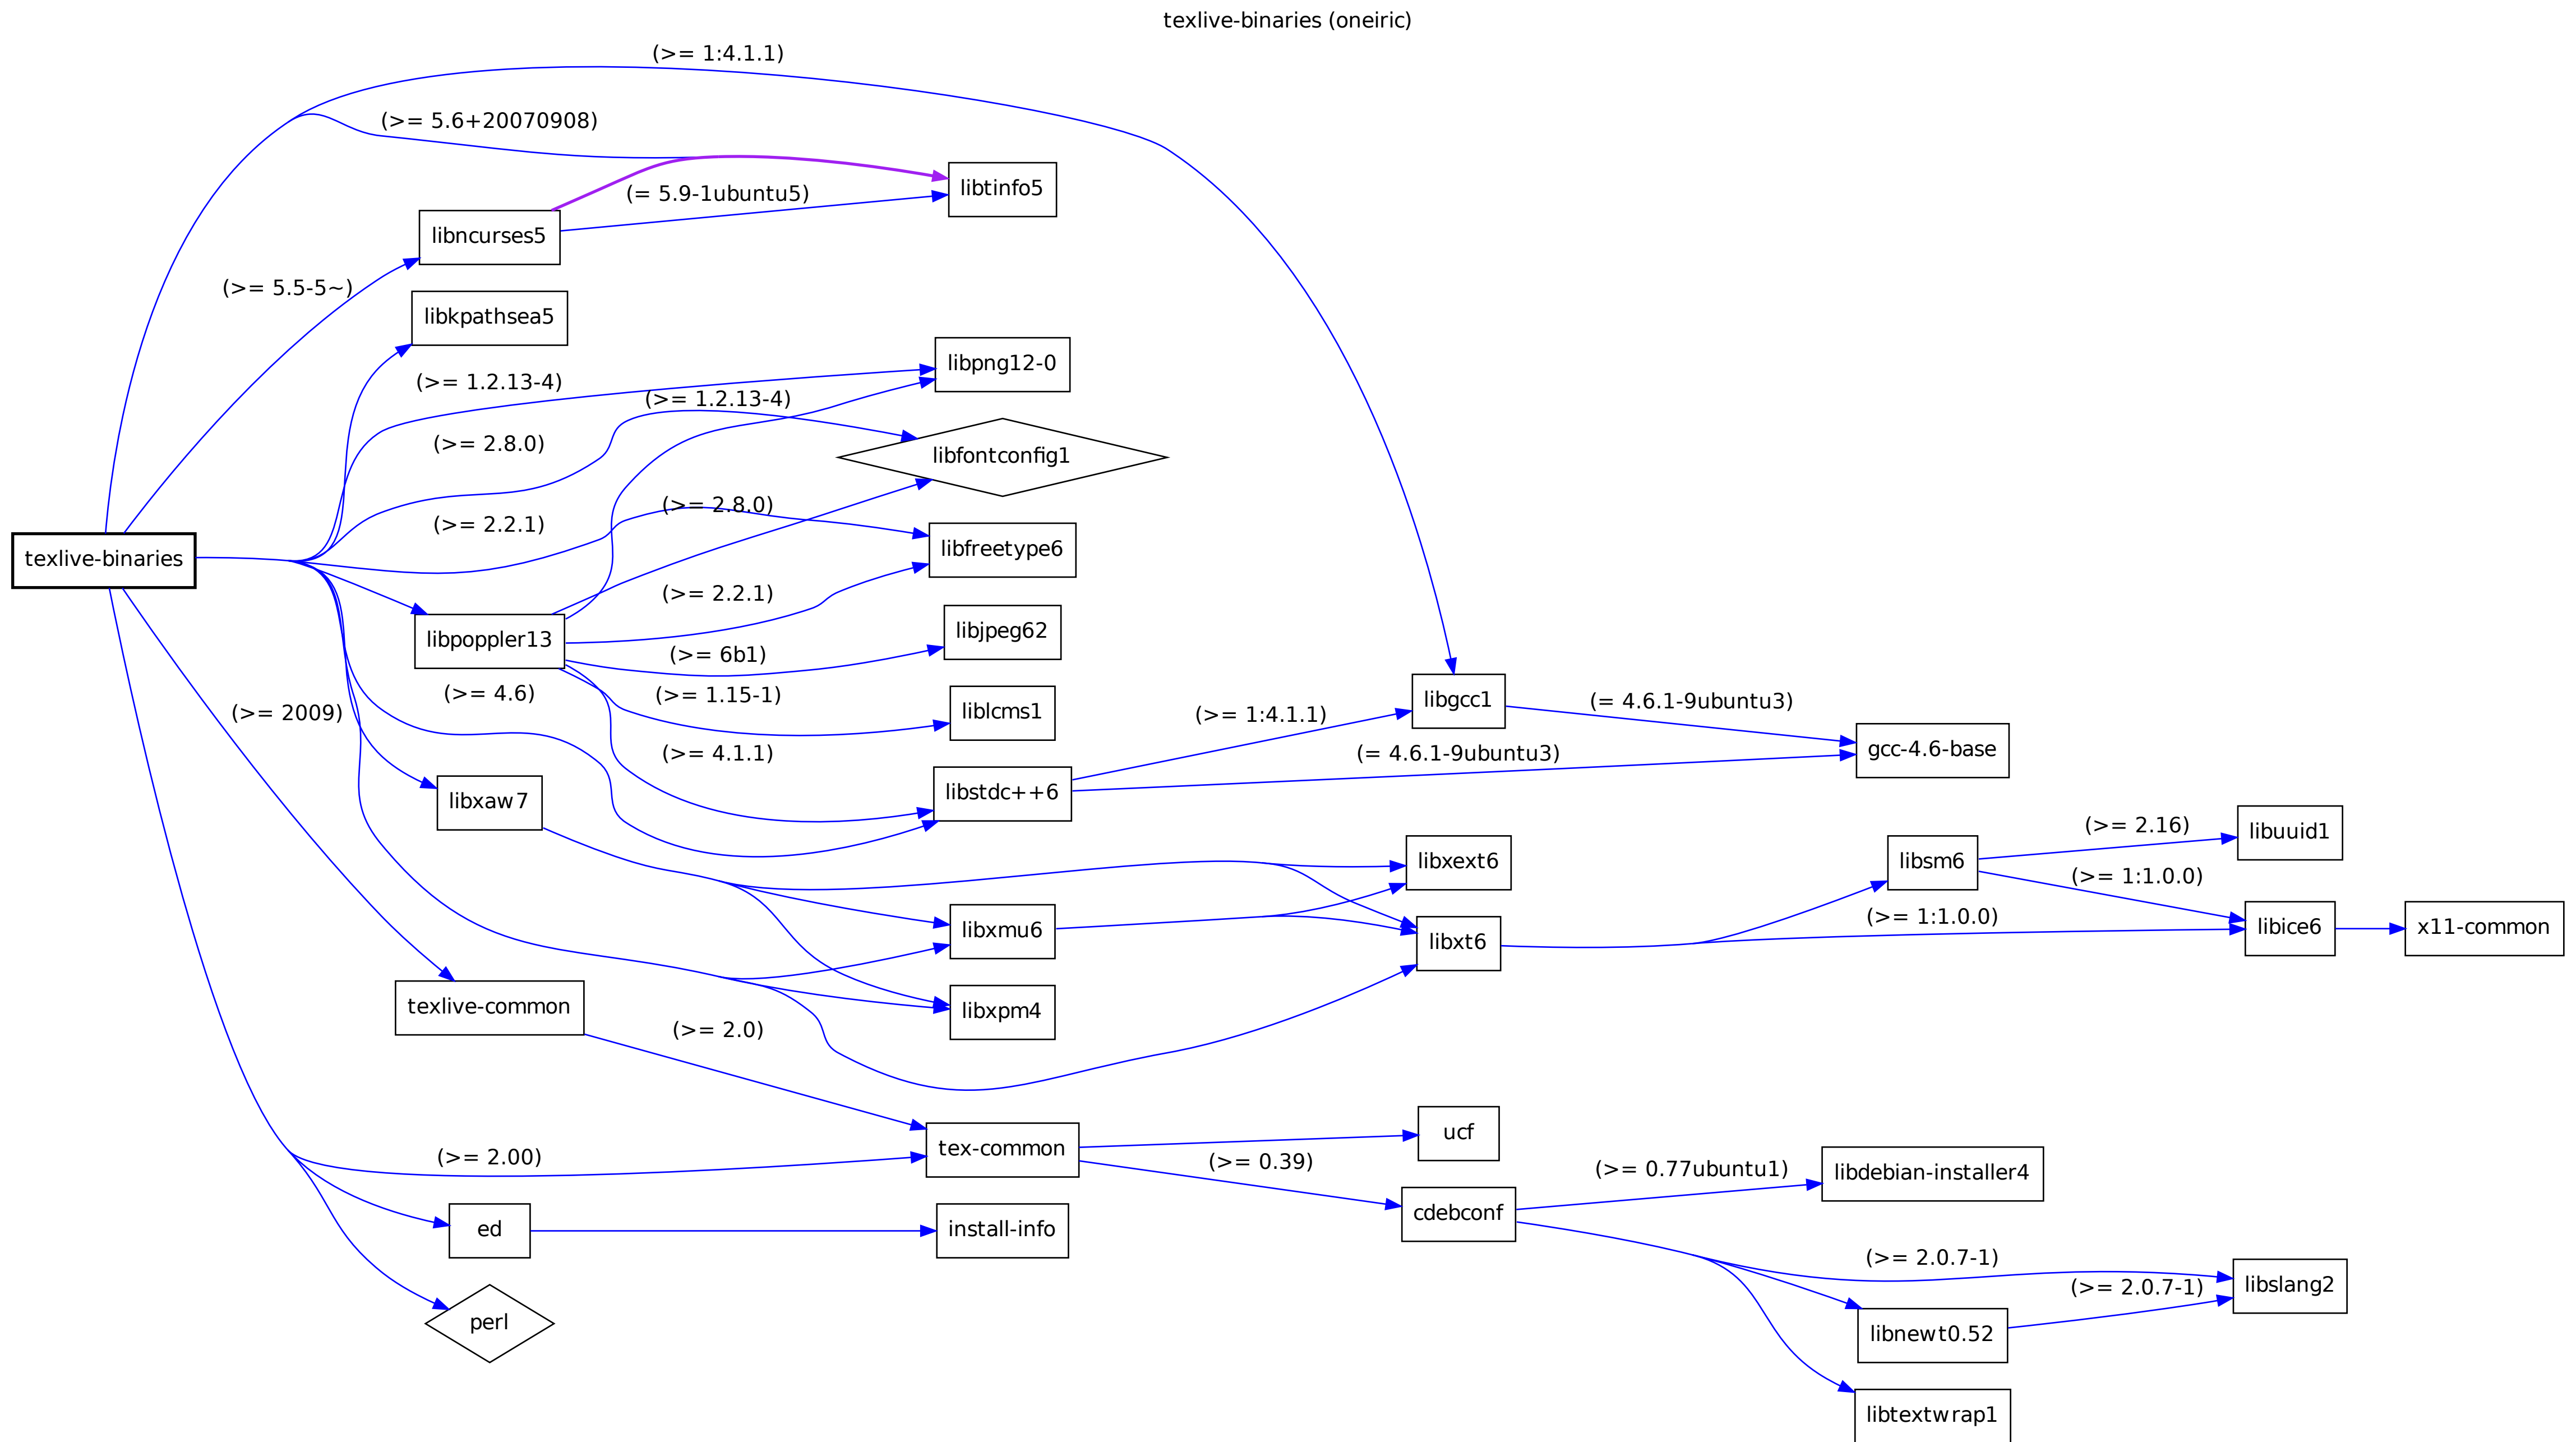 texlive-binaries (oneiric)
(>= 1:4.1.1)
(>= 5.6+20070908)
libtinfo5
(= 5.9-1ubuntu5)
libncurses5
(>= 5.5-5~)
libkpathsea5
libpng12-0
(>= 1.2.13-4)
(>= 1.2.13-4)
(>= 2.8.0)
libfontconfig1
(>= 2.8.0)
(>= 2.2.1)
libfreetype6
texlive-binaries
(>= 2.2.1)
libjpeg62
libpoppler13
(>= 6b1)
(>= 4.6)
(>= 1.15-1)
libgcc1
(= 4.6.1-9ubuntu3)
(>= 2009)
liblcms1
(>= 1:4.1.1)
gcc-4.6-base
(>= 4.1.1)
(= 4.6.1-9ubuntu3)
libxaw7
libstdc++6
(>= 2.16)
libuuid1
libxext6
libsm6
(>= 1:1.0.0)
(>= 1:1.0.0)
libxmu6
libxt6
libice6
x11-common
texlive-common
libxpm4
(>= 2.0)
ucf
tex-common
(>= 2.00)
(>= 0.39)
(>= 0.77ubuntu1)
libdebian-installer4
ed
install-info
cdebconf
(>= 2.0.7-1)
(>= 2.0.7-1)
libslang2
perl
libnewt0.52
libtextwrap1